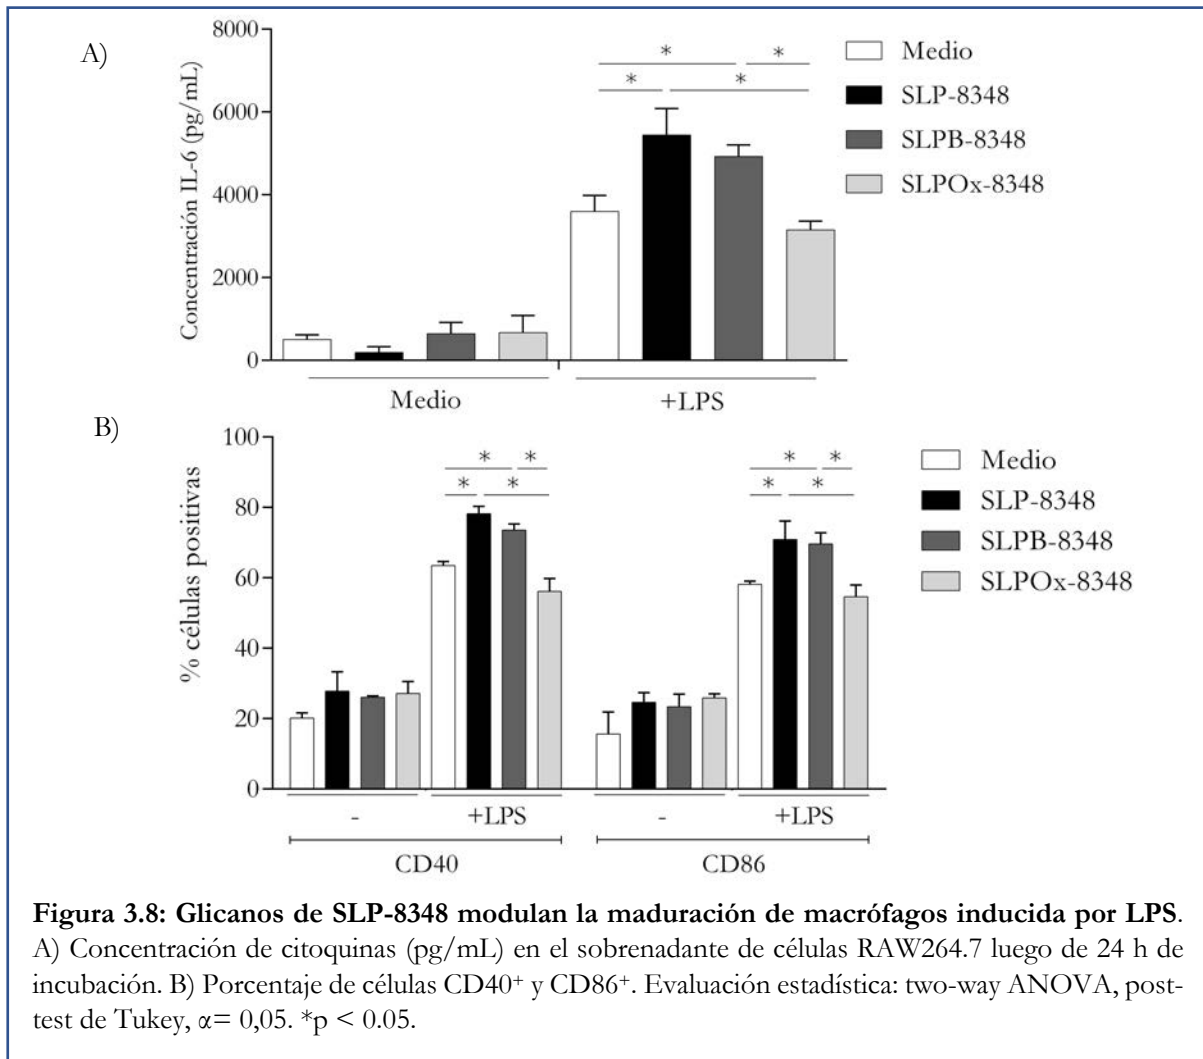 A)
8000
6000
4000
2000
0
Concentración IL-6 (pg/mL)
* *
* *
Medio
SLP-8348
SLPB-8348
SLPOx-8348
Medio
+LPS
B)
100
80
60
40
20
0
% células positivas
* * * *
* * * *
Medio
SLP-8348
SLPB-8348
SLPOx-8348
- +LPS - +LPS
CD40 CD86
Figura 3.8: Glicanos de SLP-8348 modulan la maduración de macrófagos inducida por LPS.
A) Concentración de citoquinas (pg/mL) en el sobrenadante de células RAW264.7 luego de 24 h de
incubación. B) Porcentaje de células CD40⁺ y CD86⁺. Evaluación estadística: two-way ANOVA, post-
test de Tukey, α= 0,05. *p < 0.05.